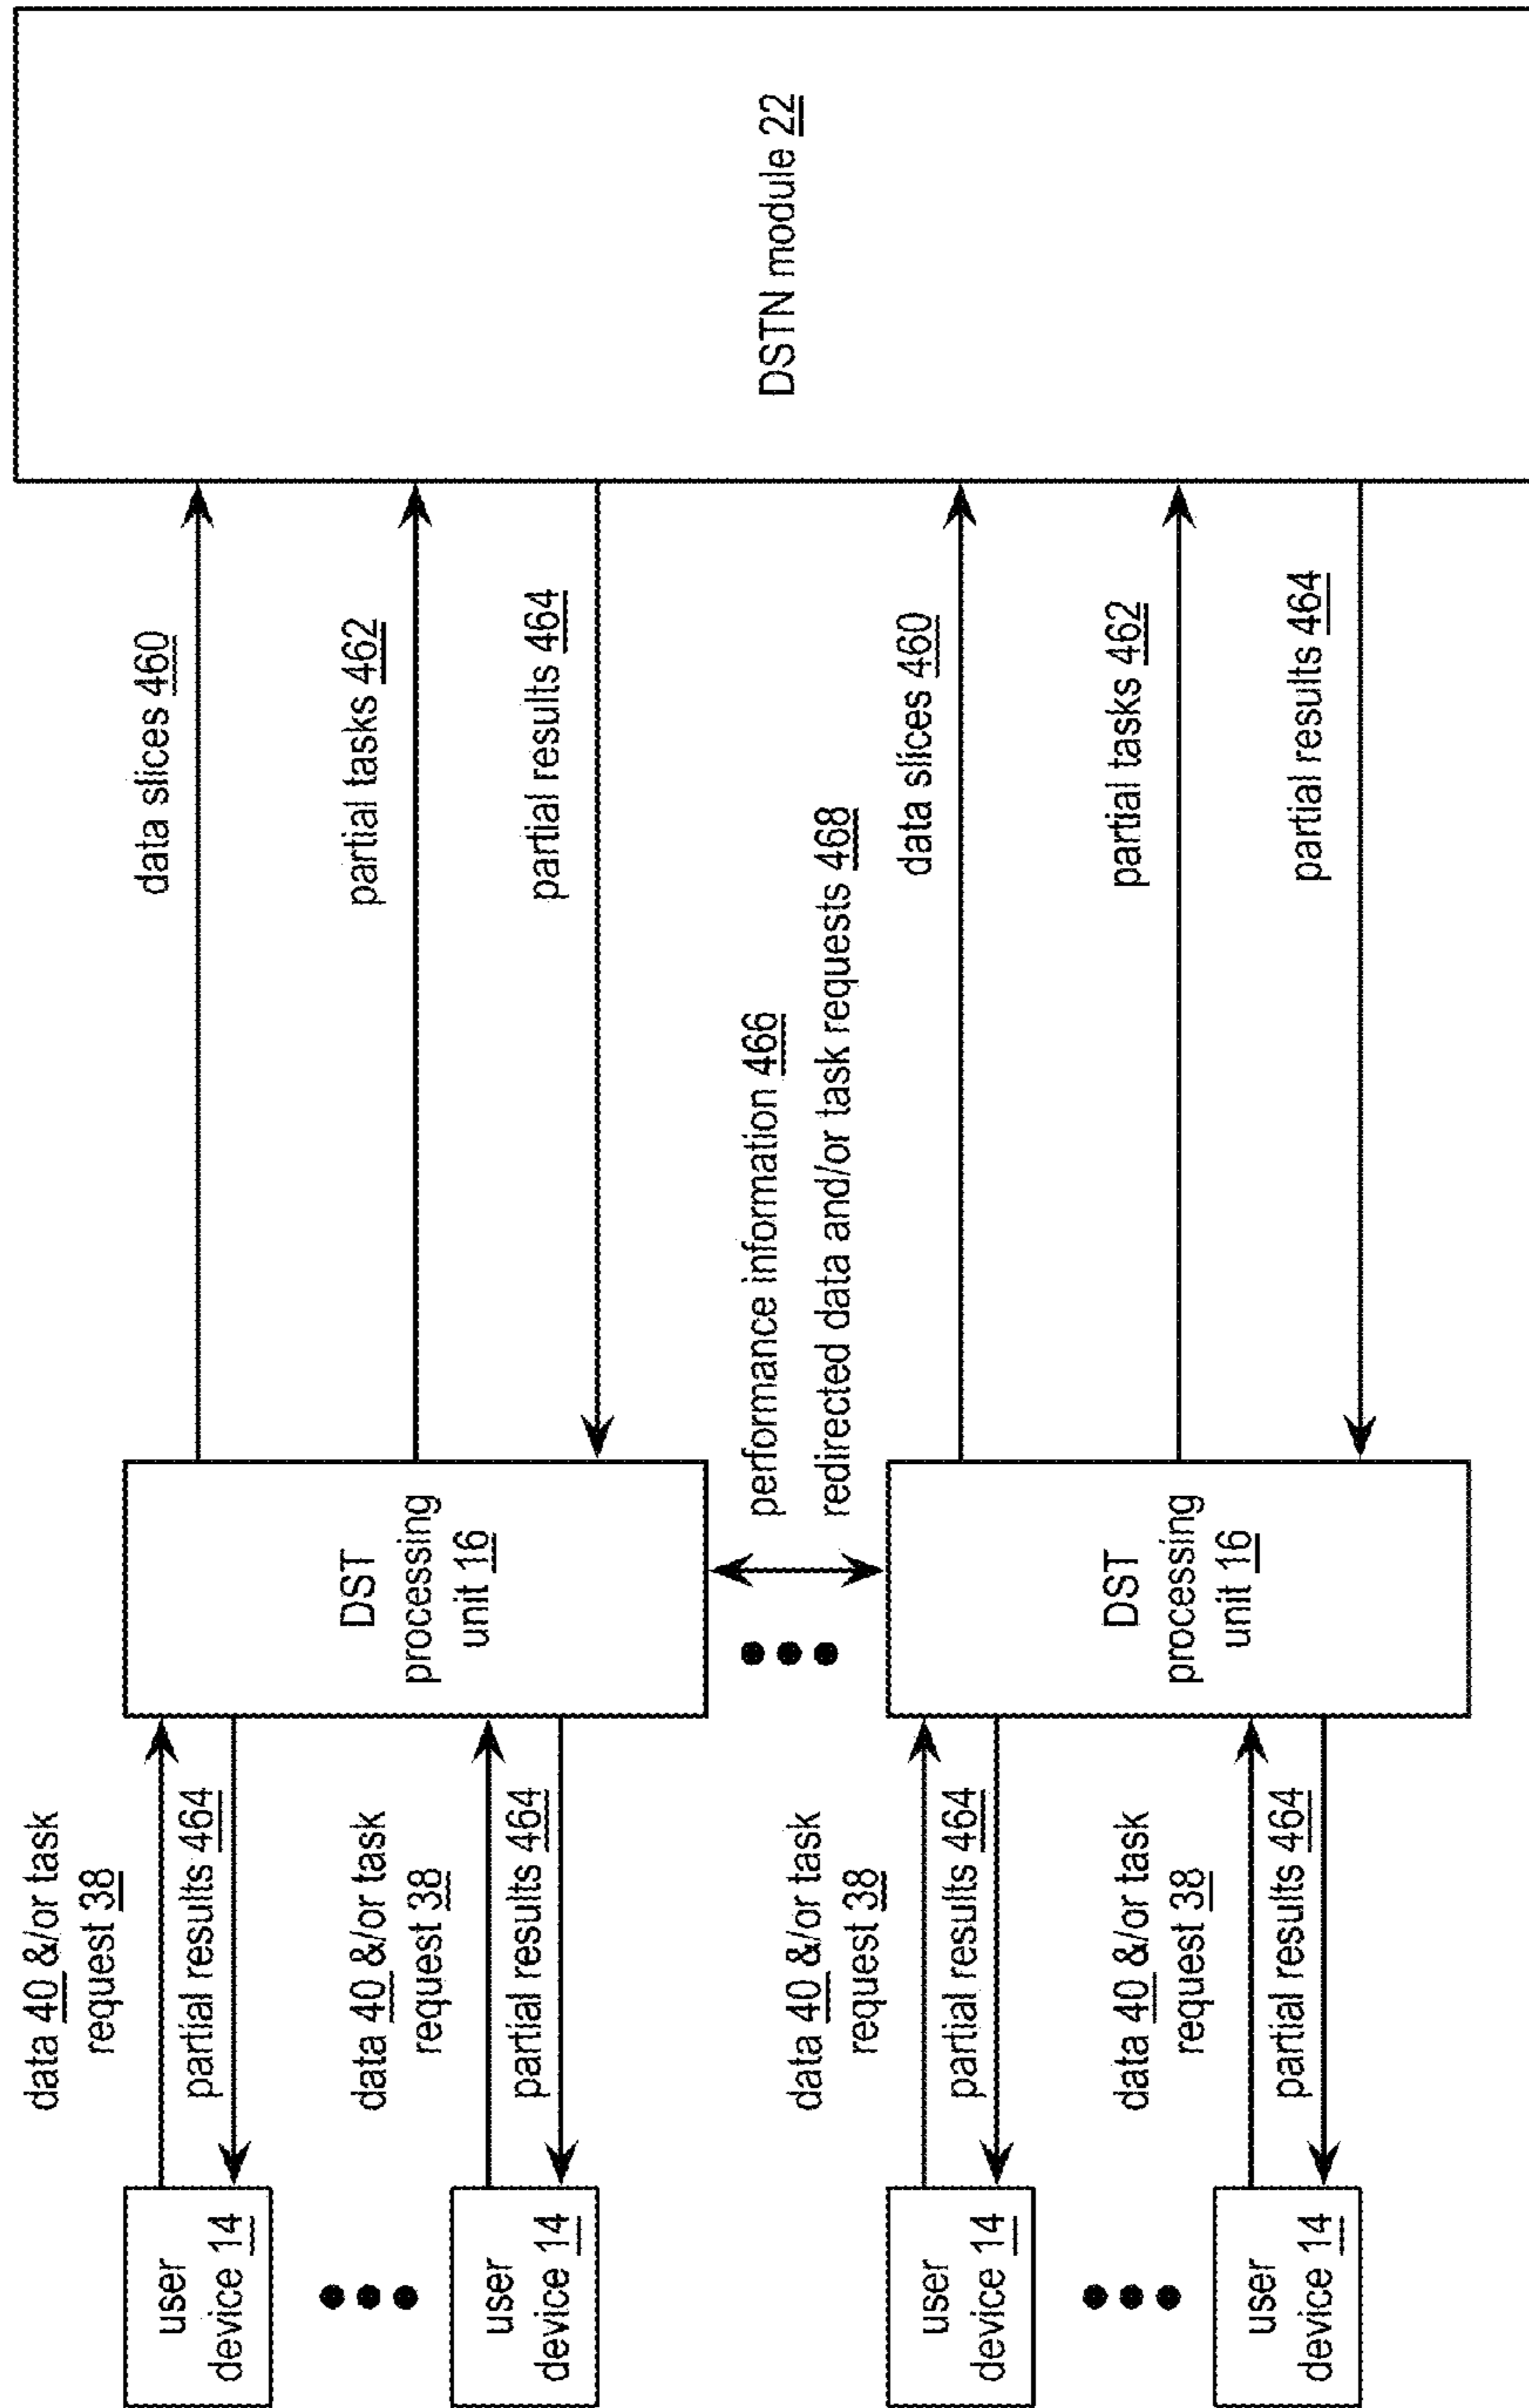 user
device 14
data 40 &/or task
request 38
partial results 464
user
device 14
data 40 &/or task
request 38
partial results 464
DST
processing
unit 16
data slices 460
partial tasks 462
partial results 464
performance information 466
redirected data and/or task requests 468
user
device 14
data 40 &/or task
request 38
partial results 464
user
device 14
data 40 &/or task
request 38
partial results 464
DST
processing
unit 16
data slices 460
partial tasks 462
partial results 464
DSTN module 22